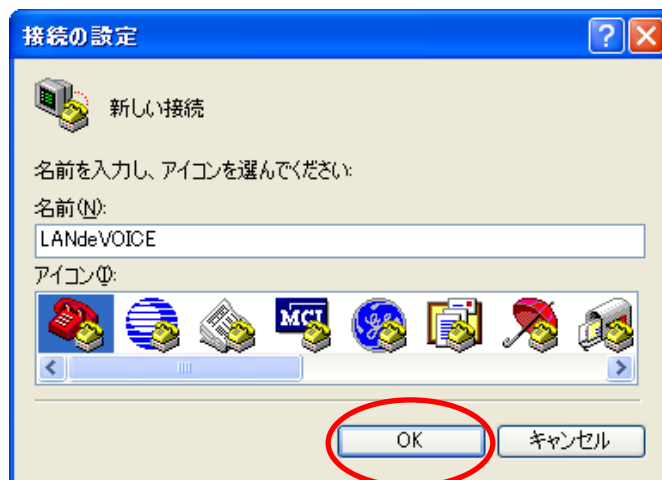 接続の設定
新しい接続
名前を入力し、アイコンを選んでください:
名前(N):
LANdeVOICE
アイコン(I):
MCI
OK
キャンセル